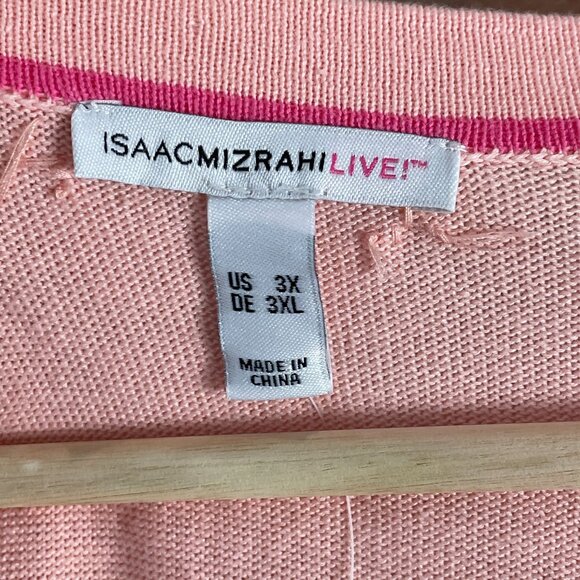 ISAACMIZRAHILIVE!™
US 3X
DE 3XL
MADE IN
CHINA